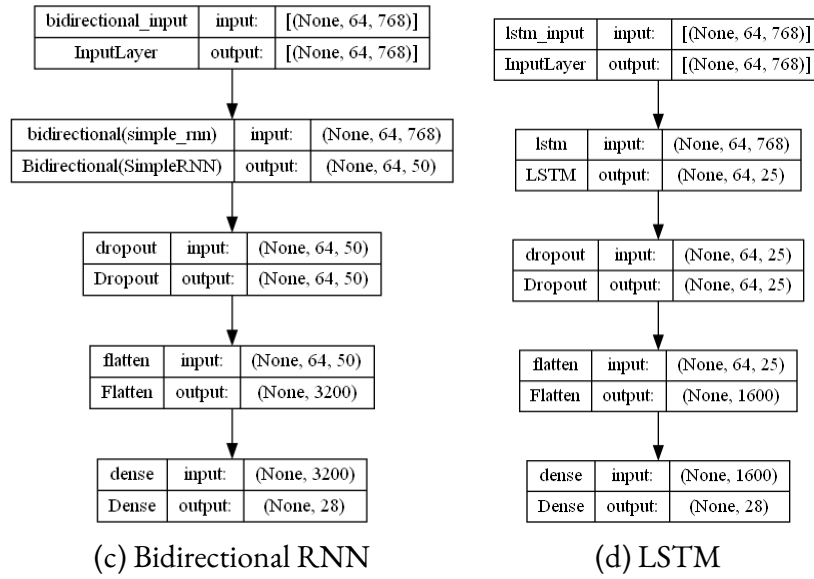 bidirectional_input input: [(None, 64, 768)]
InputLayer output: [(None, 64, 768)]
bidirectional(simple_rnn) input: (None, 64, 768)
Bidirectional(SimpleRNN) output: (None, 64, 50)
dropout input: (None, 64, 50)
Dropout output: (None, 64, 50)
flatten input: (None, 64, 50)
Flatten output: (None, 3200)
dense input: (None, 3200)
Dense output: (None, 28)
(c) Bidirectional RNN
lstm_input input: [(None, 64, 768)]
InputLayer output: [(None, 64, 768)]
lstm input: (None, 64, 768)
LSTM output: (None, 64, 25)
dropout input: (None, 64, 25)
Dropout output: (None, 64, 25)
flatten input: (None, 64, 25)
Flatten output: (None, 1600)
dense input: (None, 1600)
Dense output: (None, 28)
(d) LSTM